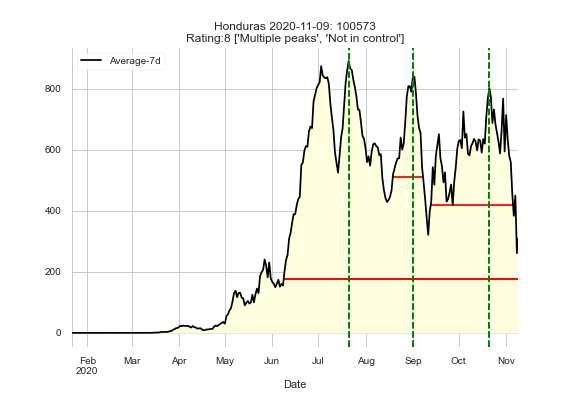 Honduras 2020-11-09: 100573
Rating:8 ['Multiple peaks', 'Not in control']
Average-7d
800
600
400
200
0
Feb Mar Apr May Jun Jul Aug Sep Oct Nov
2020
Date